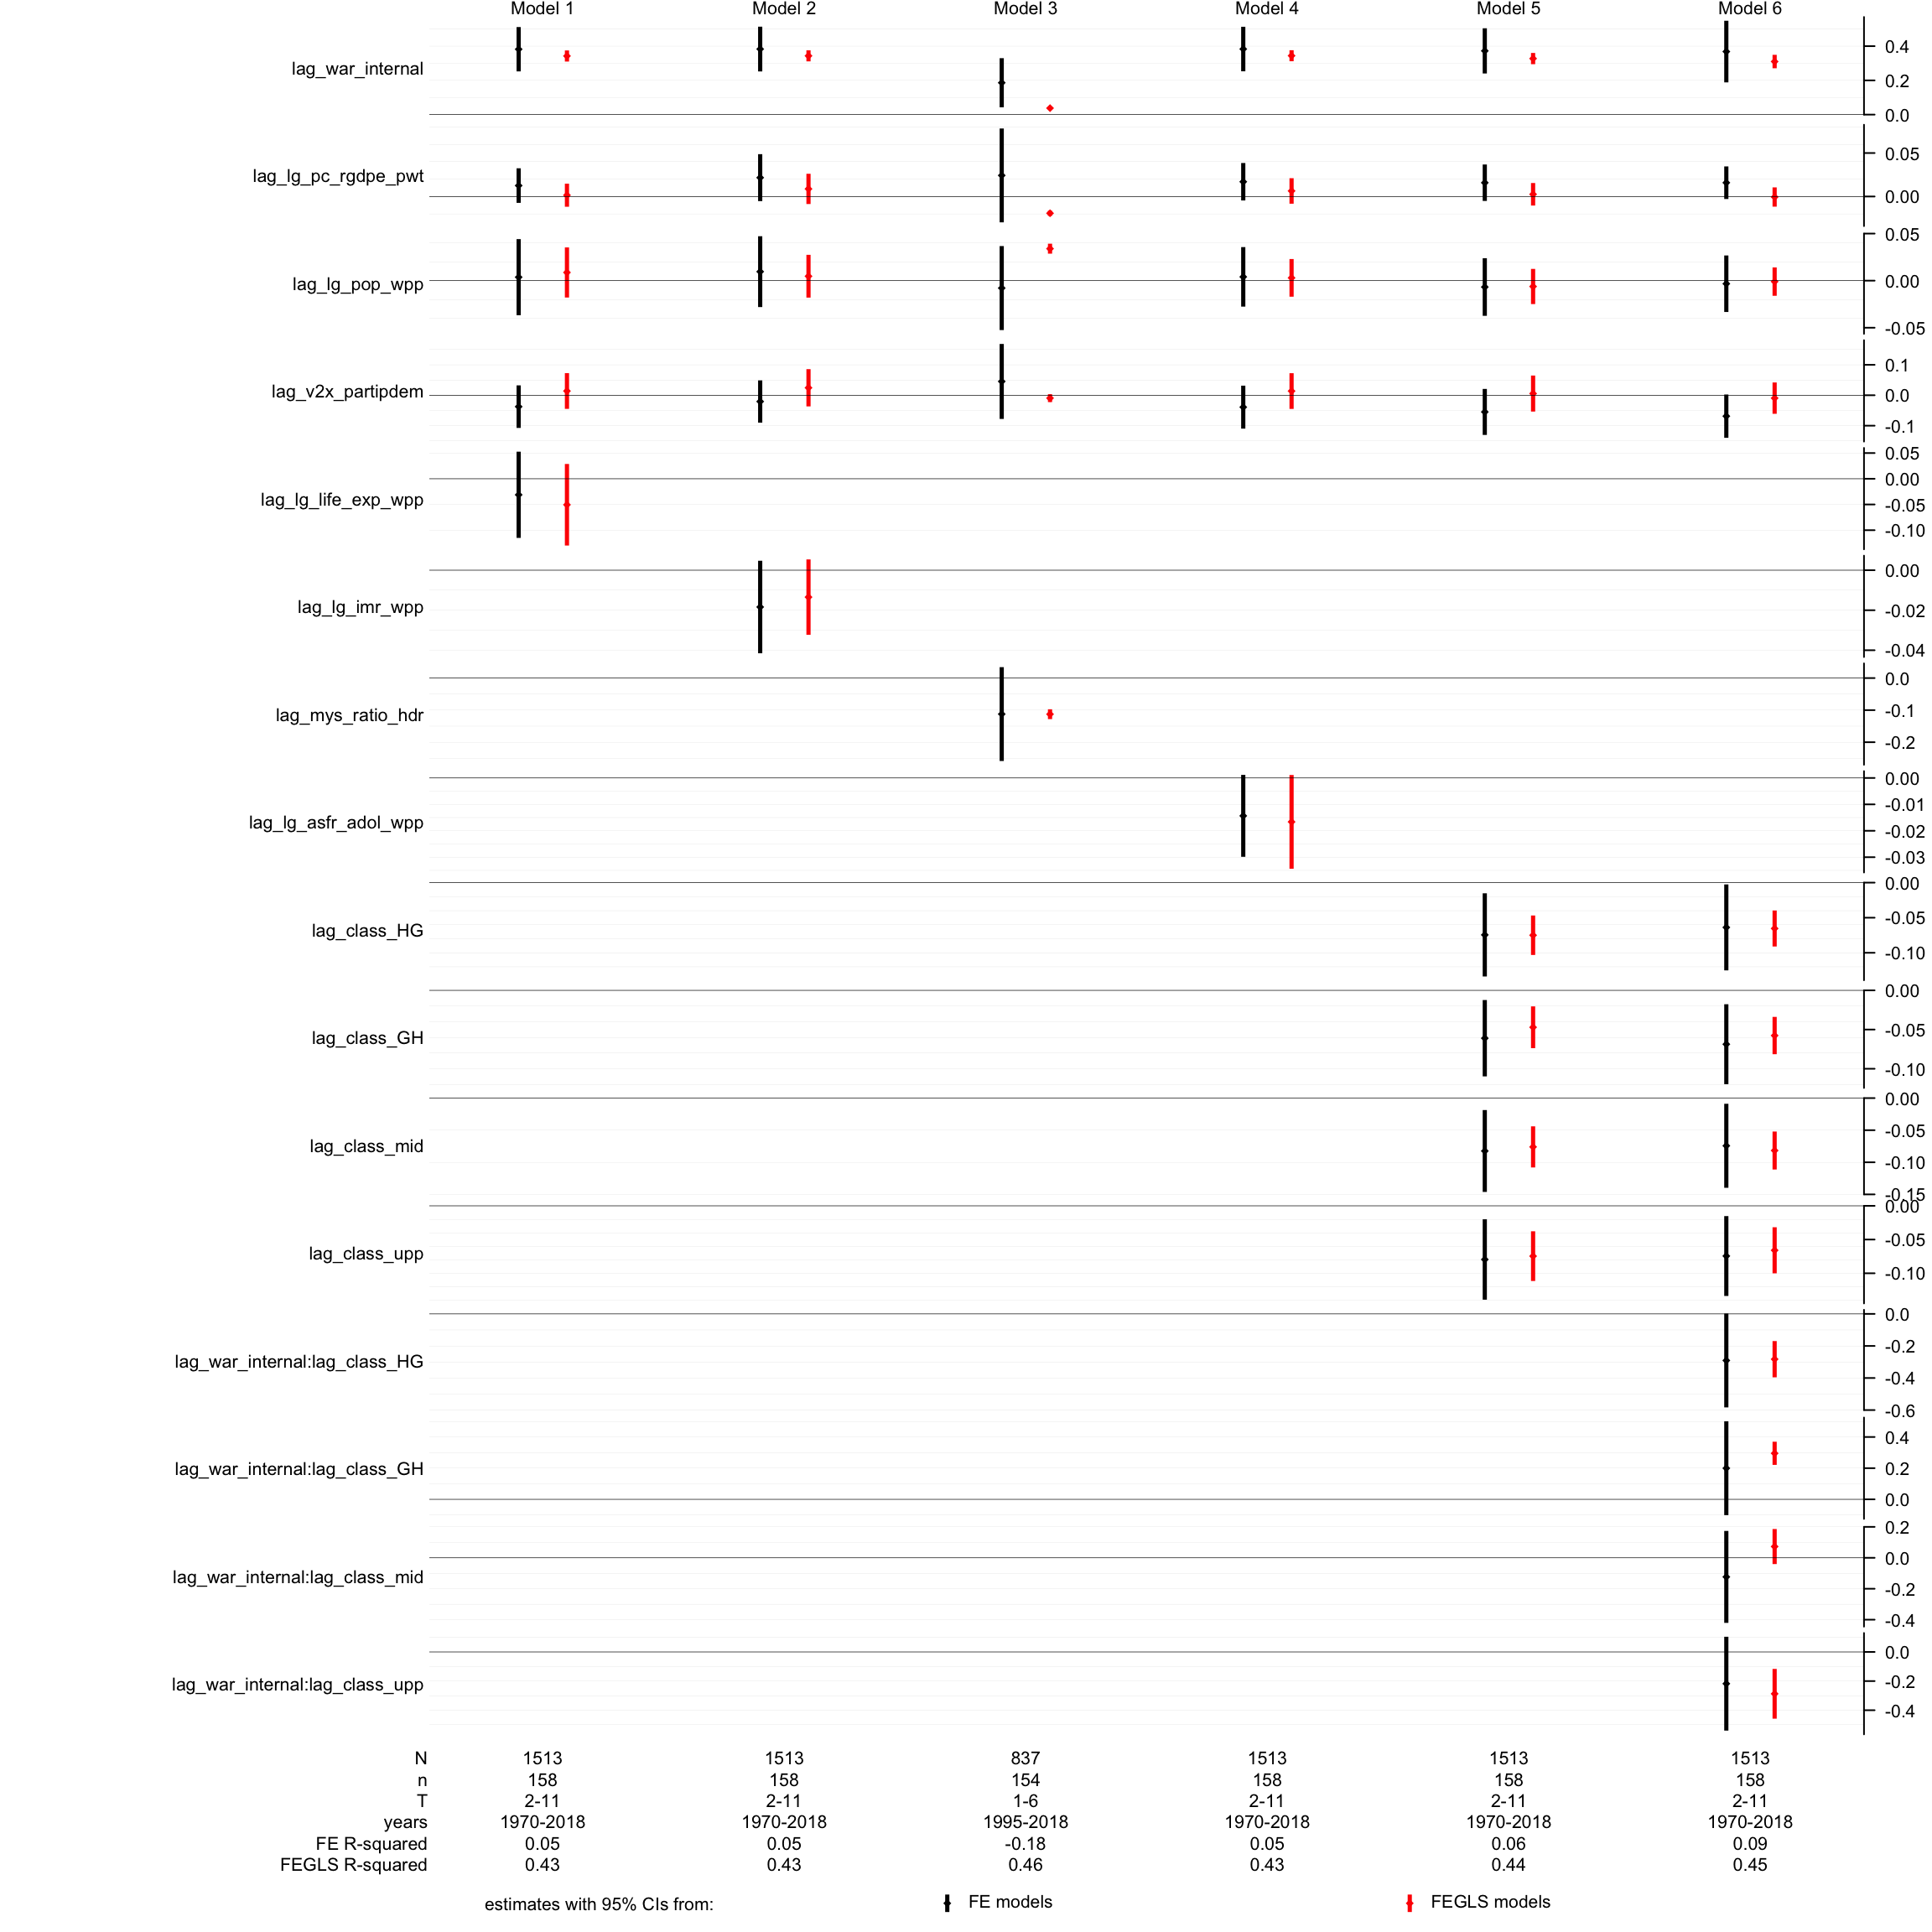 Model 1 Model 2 Model 3 Model 4 Model 5 Model 6
lag_war_internal
0.4
0.2
0.0
lag_lg_pc_rgdpe_pwt
0.05
0.00
lag_lg_pop_wpp
0.05
0.00
-0.05
lag_v2x_partipdem
0.1
0.0
-0.1
lag_lg_life_exp_wpp
0.05
0.00
-0.05
-0.10
lag_lg_imr_wpp
0.00
-0.02
-0.04
lag_mys_ratio_hdr
0.0
-0.1
-0.2
lag_lg_asfr_adol_wpp
0.00
-0.01
-0.02
-0.03
lag_class_HG
0.00
-0.05
-0.10
lag_class_GH
0.00
-0.05
-0.10
lag_class_mid
0.00
-0.05
-0.10
-0.15
lag_class_upp
0.00
-0.05
-0.10
lag_war_internal:lag_class_HG
0.0
-0.2
-0.4
-0.6
lag_war_internal:lag_class_GH
0.4
0.2
0.0
lag_war_internal:lag_class_mid
0.2
0.0
-0.2
-0.4
lag_war_internal:lag_class_upp
0.0
-0.2
-0.4
N 1513 1513 837 1513 1513 1513
n 158 158 154 158 158 158
T 2-11 2-11 1-6 2-11 2-11 2-11
years 1970-2018 1970-2018 1995-2018 1970-2018 1970-2018 1970-2018
FE R-squared 0.05 0.05 -0.18 0.05 0.06 0.09
FEGLS R-squared 0.43 0.43 0.46 0.43 0.44 0.45
estimates with 95% CIs from: FE models FEGLS models